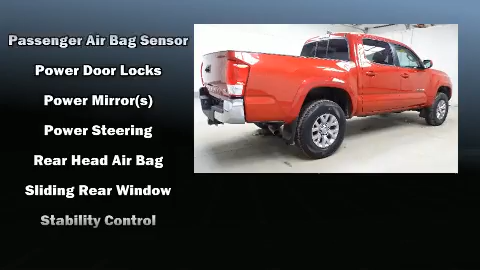 Passenger Air Bag Sensor
Power Door Locks
Power Mirror(s)
Power Steering
Rear Head Air Bag
Sliding Rear Window
Stability Control